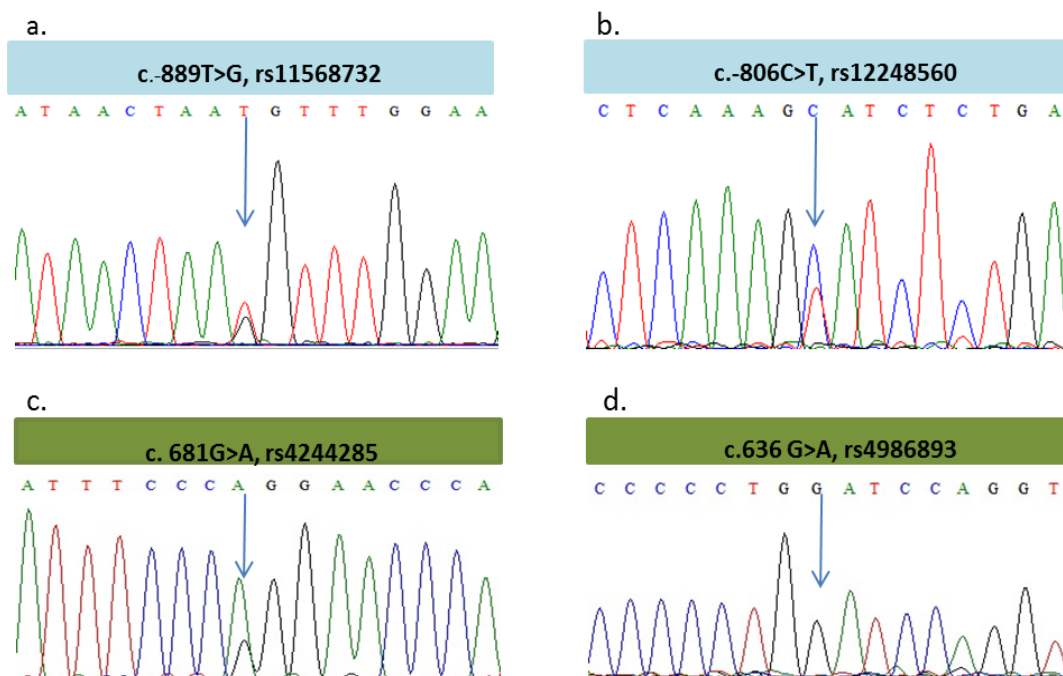 a.
c.-889T>G, rs11568732
A T A A C T A A T G T T T G G A A
b.
c.-806C>T, rs12248560
C T C A A A G C A T C T C T G A
c.
c. 681G>A, rs4244285
A T T T C C C A G G A A C C C A
d.
c.636 G>A, rs4986893
C C C C C T G G A T C C A G G T